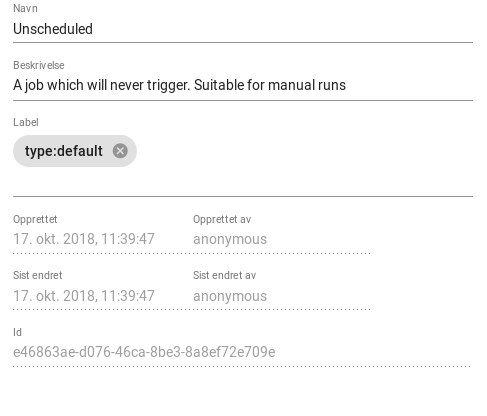 Navn
Unscheduled
Beskrivelse
A job which will never trigger. Suitable for manual runs
Label
type:default
Opprettet Opprettet av
17. okt. 2018, 11:39:47 anonymous
Sist endret Sist endret av
17. okt. 2018, 11:39:47 anonymous
Id
e46863ae-d076-46ca-8be3-8a8ef72e709e